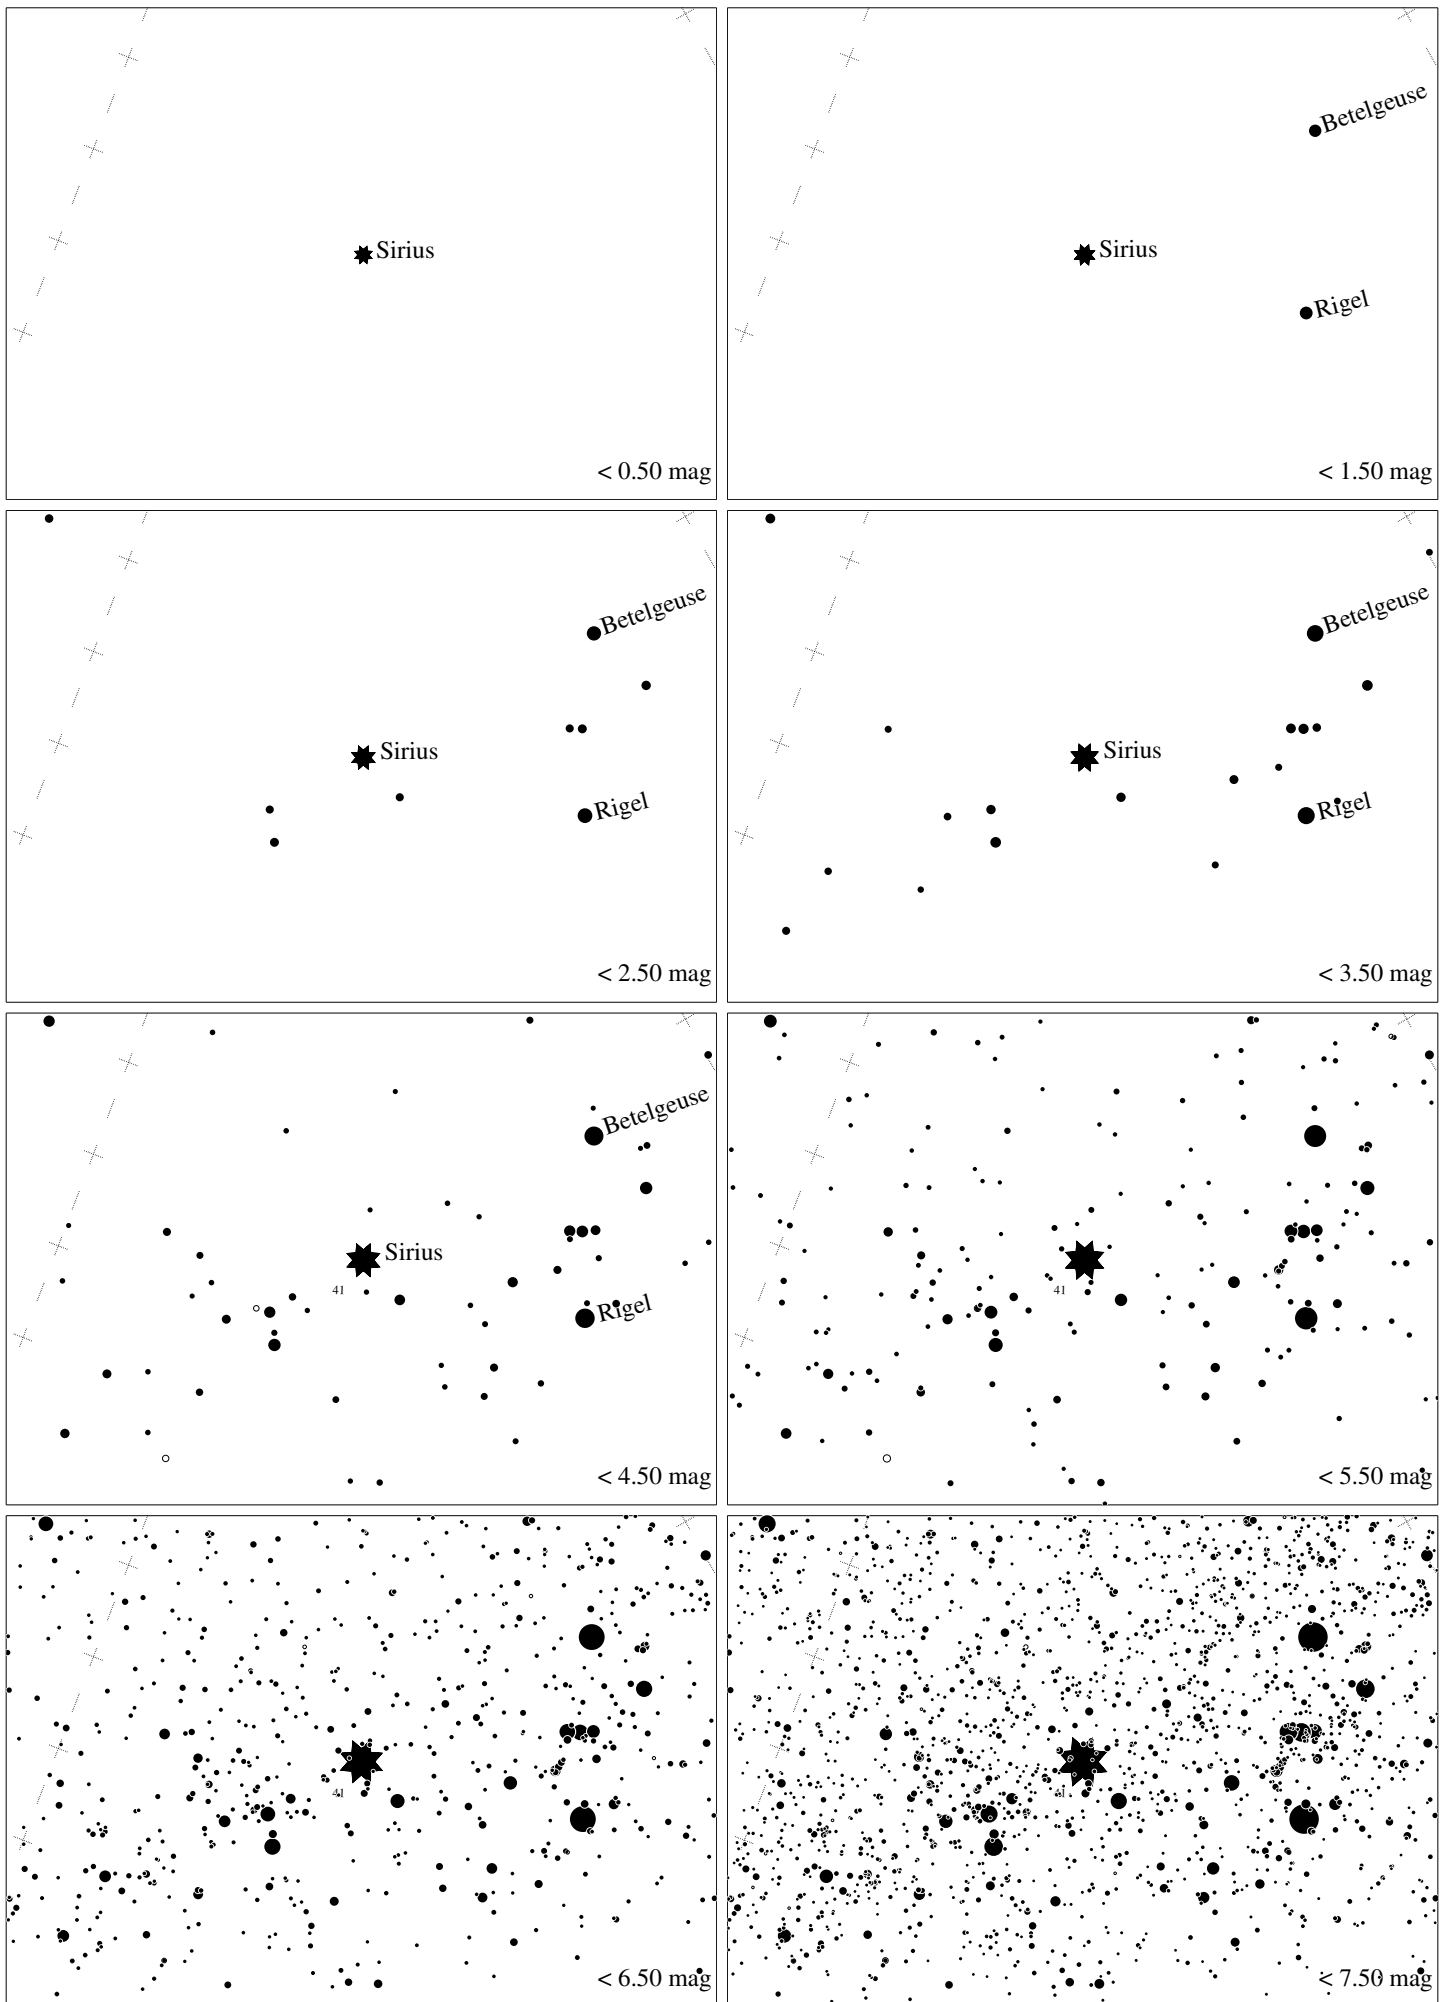 Sirius
< 0.50 mag
Betelgeuse
Sirius
Rigel
< 1.50 mag
Betelgeuse
Sirius
Rigel
< 2.50 mag
Betelgeuse
Sirius
Rigel
< 3.50 mag
Betelgeuse
Sirius
41
Rigel
< 4.50 mag
41
< 5.50 mag
41
< 6.50 mag
41
< 7.50 mag